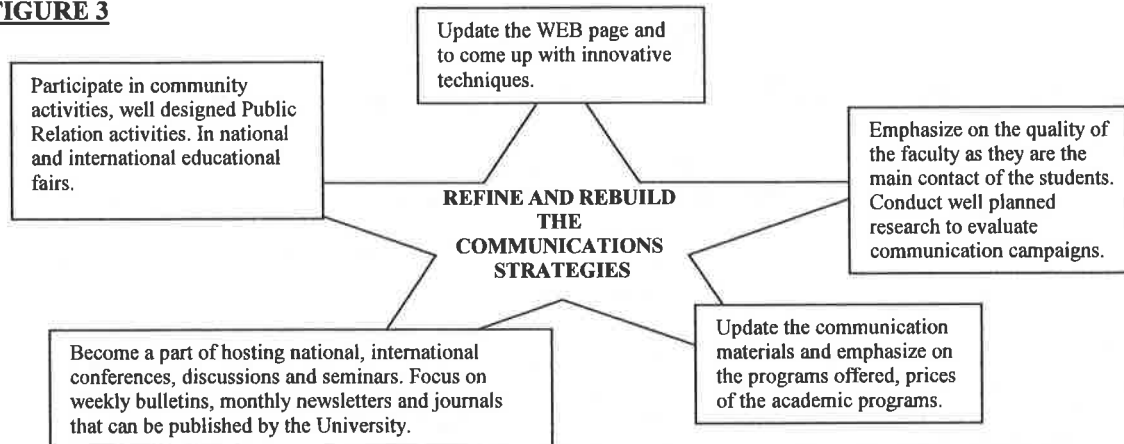 FIGURE 3
Update the WEB page and
to come up with innovative
techniques.
Participate in community
activities, well designed Public
Relation activities. In national
and international educational
fairs.
Emphasize on the quality of
the faculty as they are the
main contact of the students.
Conduct well planned
research to evaluate
communication campaigns.
REFINE AND REBUILD
THE
COMMUNICATIONS
STRATEGIES
Become a part of hosting national, international
conferences, discussions and seminars. Focus on
weekly bulletins, monthly newsletters and journals
that can be published by the University.
Update the communication
materials and emphasize on
the programs offered, prices
of the academic programs.